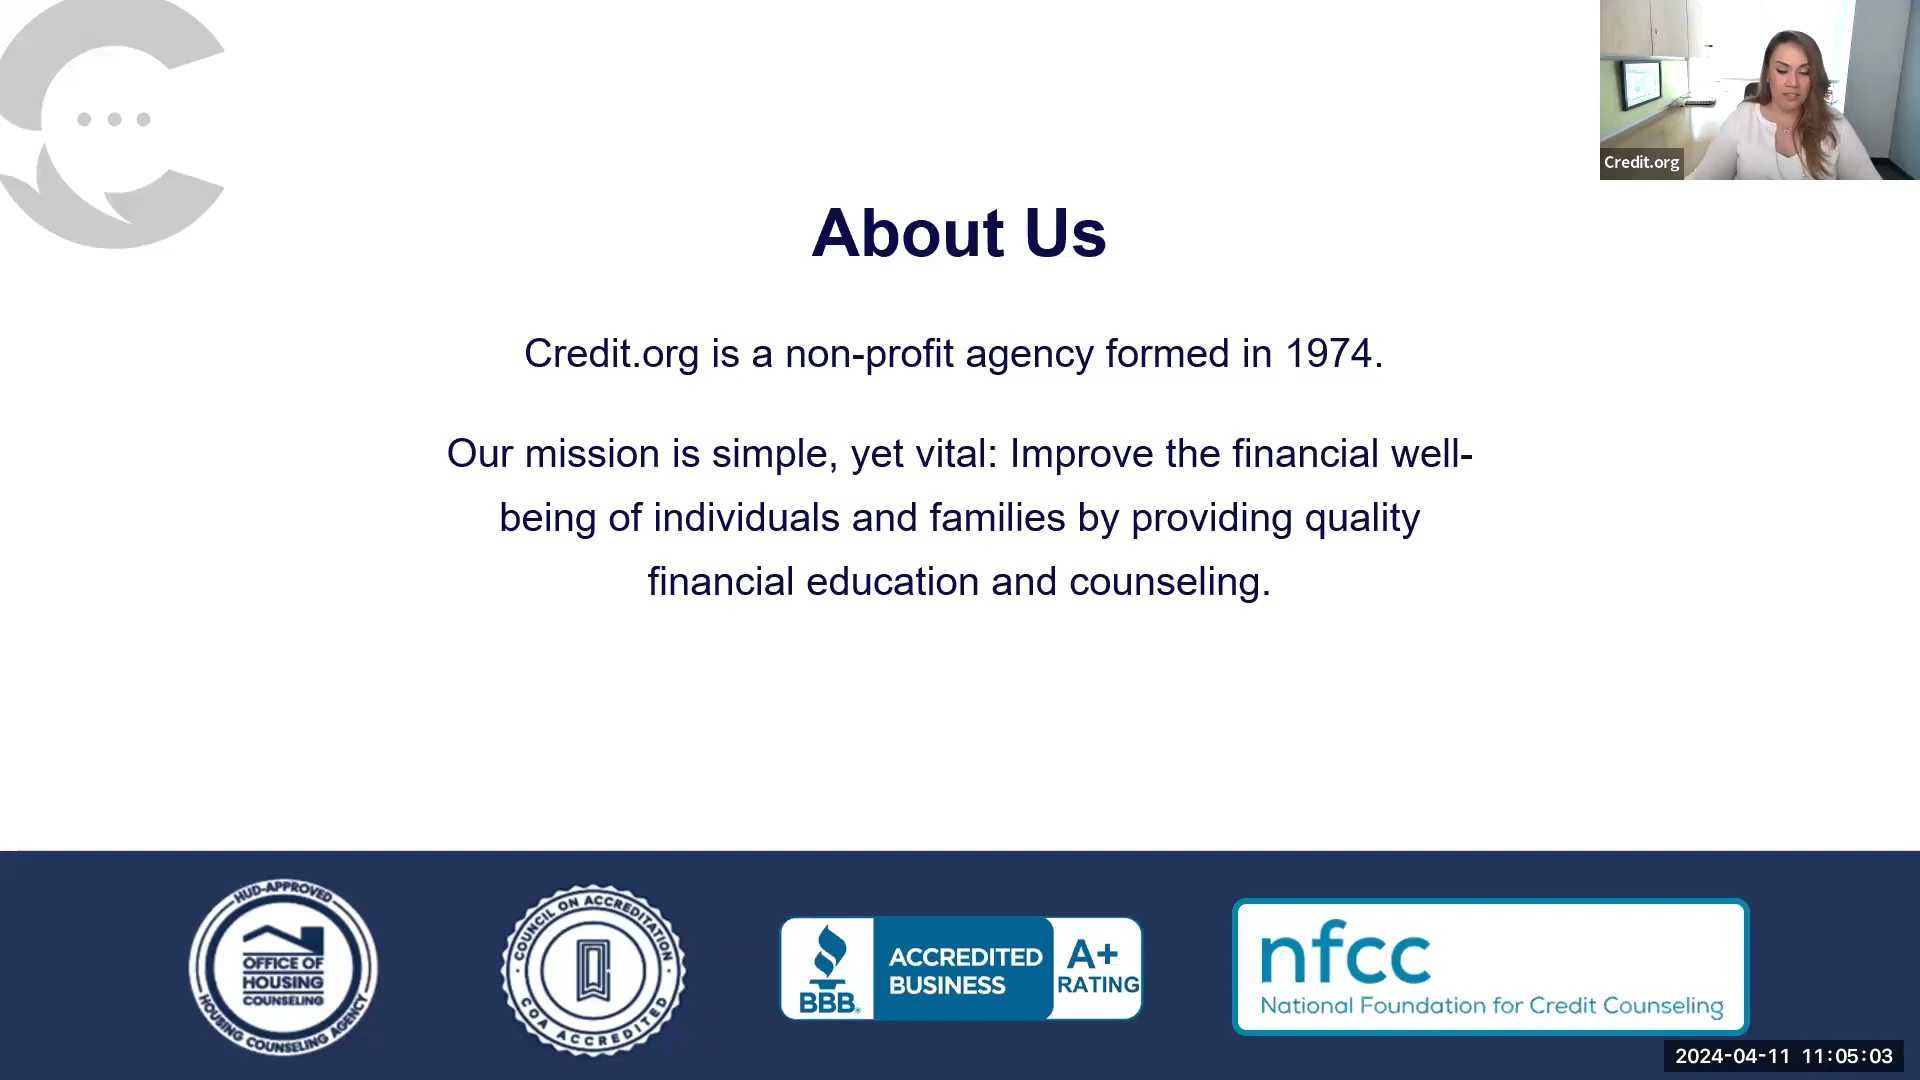 Credit.org
About Us
Credit.org is a non-profit agency formed in 1974.
Our mission is simple, yet vital: Improve the financial well-
being of individuals and families by providing quality
financial education and counseling.
HUD-APPROVED
OFFICE OF
HOUSING
COUNSELING
HOUSING COUNSELING AGENCY
COUNCIL ON ACCREDITATION
COA ACCREDITED
BBB.
ACCREDITED
BUSINESS
A+
RATING
nfcc
National Foundation for Credit Counseling
2024-04-11 11:05:03